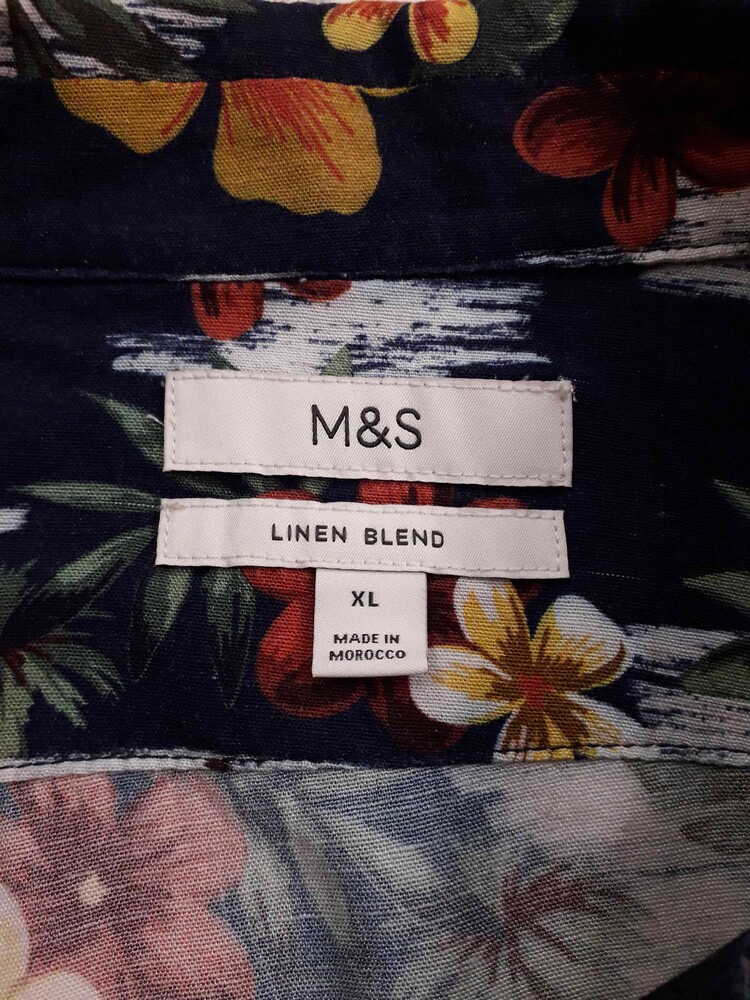 M&S
LINEN BLEND
XL
MADE IN
MOROCCO